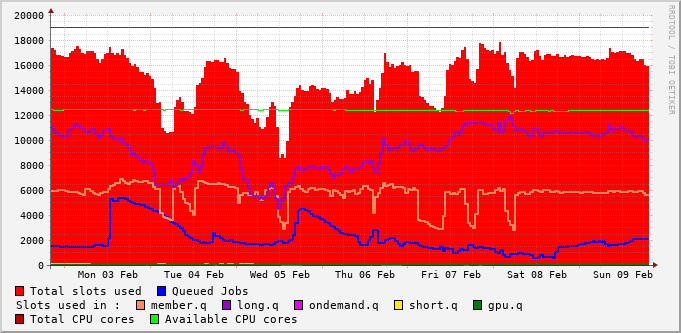 RRDTOOL / TOBI OETIKER
20000
18000
16000
14000
12000
10000
8000
6000
4000
2000
0
Mon 03 Feb Tue 04 Feb Wed 05 Feb Thu 06 Feb Fri 07 Feb Sat 08 Feb Sun 09 Feb
Total slots used Queued Jobs
Slots used in : member.q long.q ondemand.q short.q gpu.q
Total CPU cores Available CPU cores